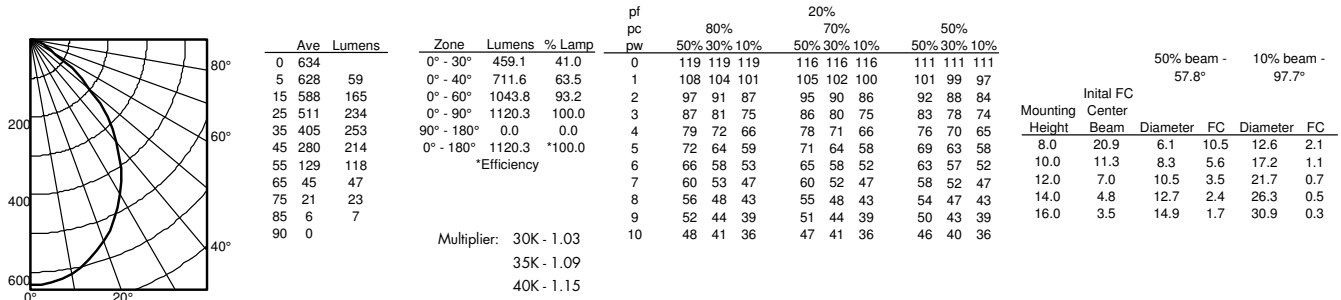 80°
60°
40°
20°
0°
200
400
600
Ave Lumens
0 634
5 628 59
15 588 165
25 511 234
35 405 253
45 280 214
55 129 118
65 45 47
75 21 23
85 6 7
90 0
Zone Lumens % Lamp
0° - 30° 459.1 41.0
0° - 40° 711.6 63.5
0° - 60° 1043.8 93.2
0° - 90° 1120.3 100.0
90° - 180° 0.0 0.0
0° - 180° 1120.3 *100.0
*Efficiency
Multiplier: 30K - 1.03
35K - 1.09
40K - 1.15
pf 20%
pc 80% 70% 50%
pw 50% 30% 10% 50% 30% 10% 50% 30% 10%
0 119 119 119 116 116 116 111 111 111
1 108 104 101 105 102 100 101 99 97
2 97 91 87 95 90 86 92 88 84
3 87 81 75 86 80 75 83 78 74
4 79 72 66 78 71 66 76 70 65
5 72 64 59 71 64 58 69 63 58
6 66 58 53 65 58 52 63 57 52
7 60 53 47 60 52 47 58 52 47
8 56 48 43 55 48 43 54 47 43
9 52 44 39 51 44 39 50 43 39
10 48 41 36 47 41 36 46 40 36
50% beam - 10% beam -
57.8° 97.7°
Inital FC
Mounting Center
Height Beam Diameter FC Diameter FC
8.0 20.9 6.1 10.5 12.6 2.1
10.0 11.3 8.3 5.6 17.2 1.1
12.0 7.0 10.5 3.5 21.7 0.7
14.0 4.8 12.7 2.4 26.3 0.5
16.0 3.5 14.9 1.7 30.9 0.3